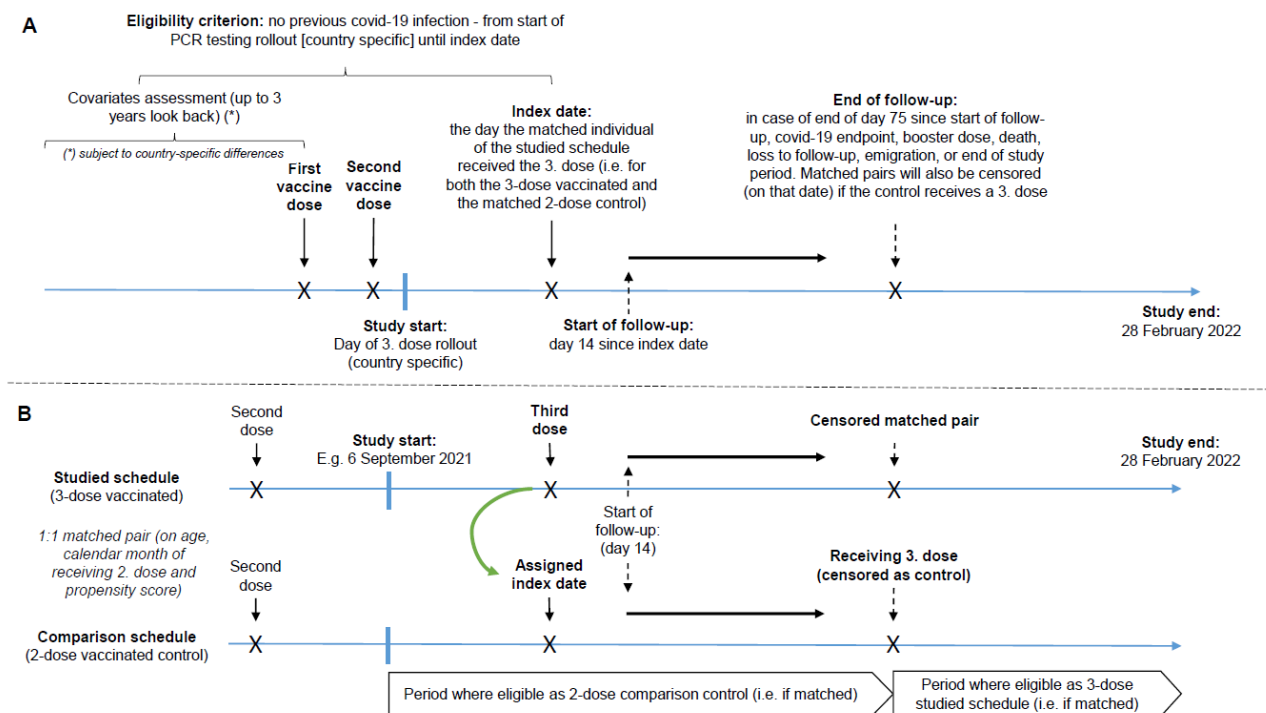 A
Eligibility criterion: no previous covid-19 infection - from start of
PCR testing rollout [country specific] until index date
Covariates assessment (up to 3
years look back) (*)
(*) subject to country-specific differences
First
vaccine
dose
Second
vaccine
dose
Index date:
the day the matched individual
of the studied schedule
received the 3. dose (i.e. for
both the 3-dose vaccinated and
the matched 2-dose control)
End of follow-up:
in case of end of day 75 since start of follow-
up, covid-19 endpoint, booster dose, death,
loss to follow-up, emigration, or end of study
period. Matched pairs will also be censored
(on that date) if the control receives a 3. dose
X X X X
Study start:
Day of 3. dose rollout
(country specific)
Start of follow-up:
day 14 since index date
Study end:
28 February 2022
B
Second
dose
Study start:
E.g. 6 September 2021
Third
dose
Censored matched pair
Study end:
28 February 2022
Studied schedule
(3-dose vaccinated)
X X X
1:1 matched pair (on age,
calendar month of
receiving 2. dose and
propensity score)
Start of
follow-up:
(day 14)
Second
dose
Assigned
index date
Receiving 3. dose
(censored as control)
Comparison schedule
(2-dose vaccinated control)
X X X
Period where eligible as 2-dose comparison control (i.e. if matched)
Period where eligible as 3-dose
studied schedule (i.e. if matched)